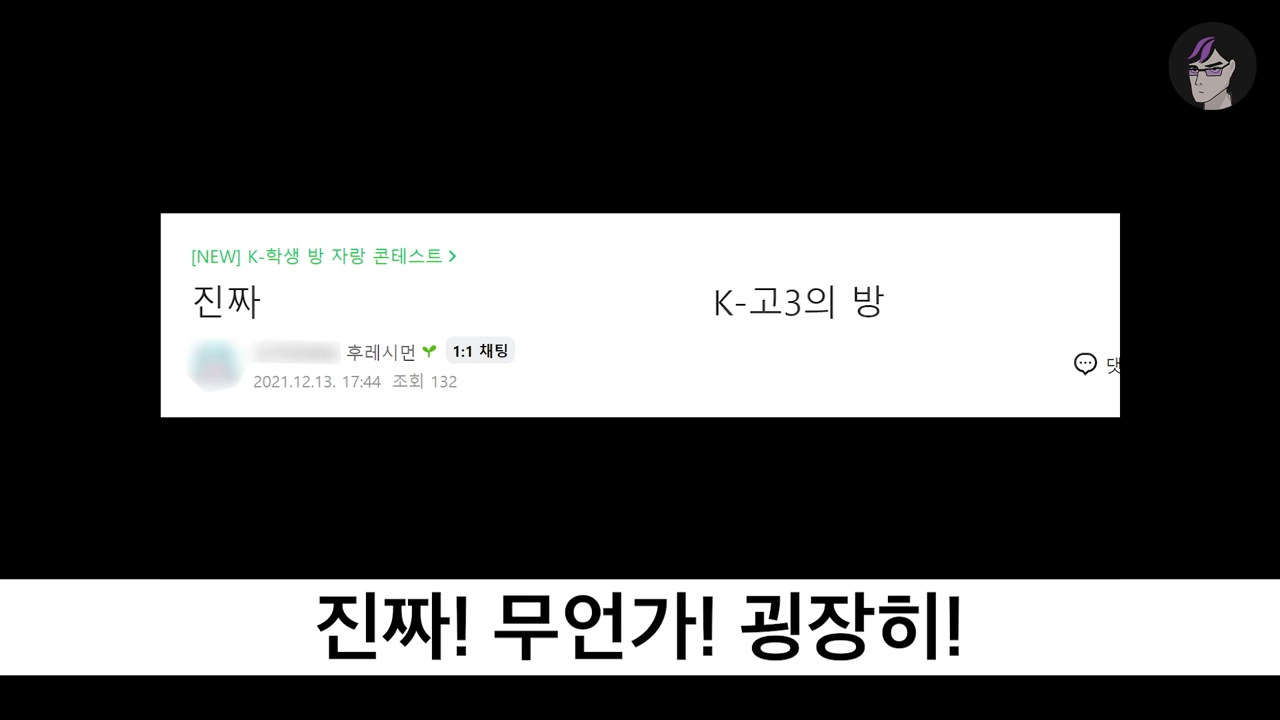 [NEW] K-학생 방 자랑 콘테스트 >
진짜 K-고3의 방
후레시먼 1:1 채팅
2021.12.13. 17:44 조회 132
진짜! 무언가! 굉장히!